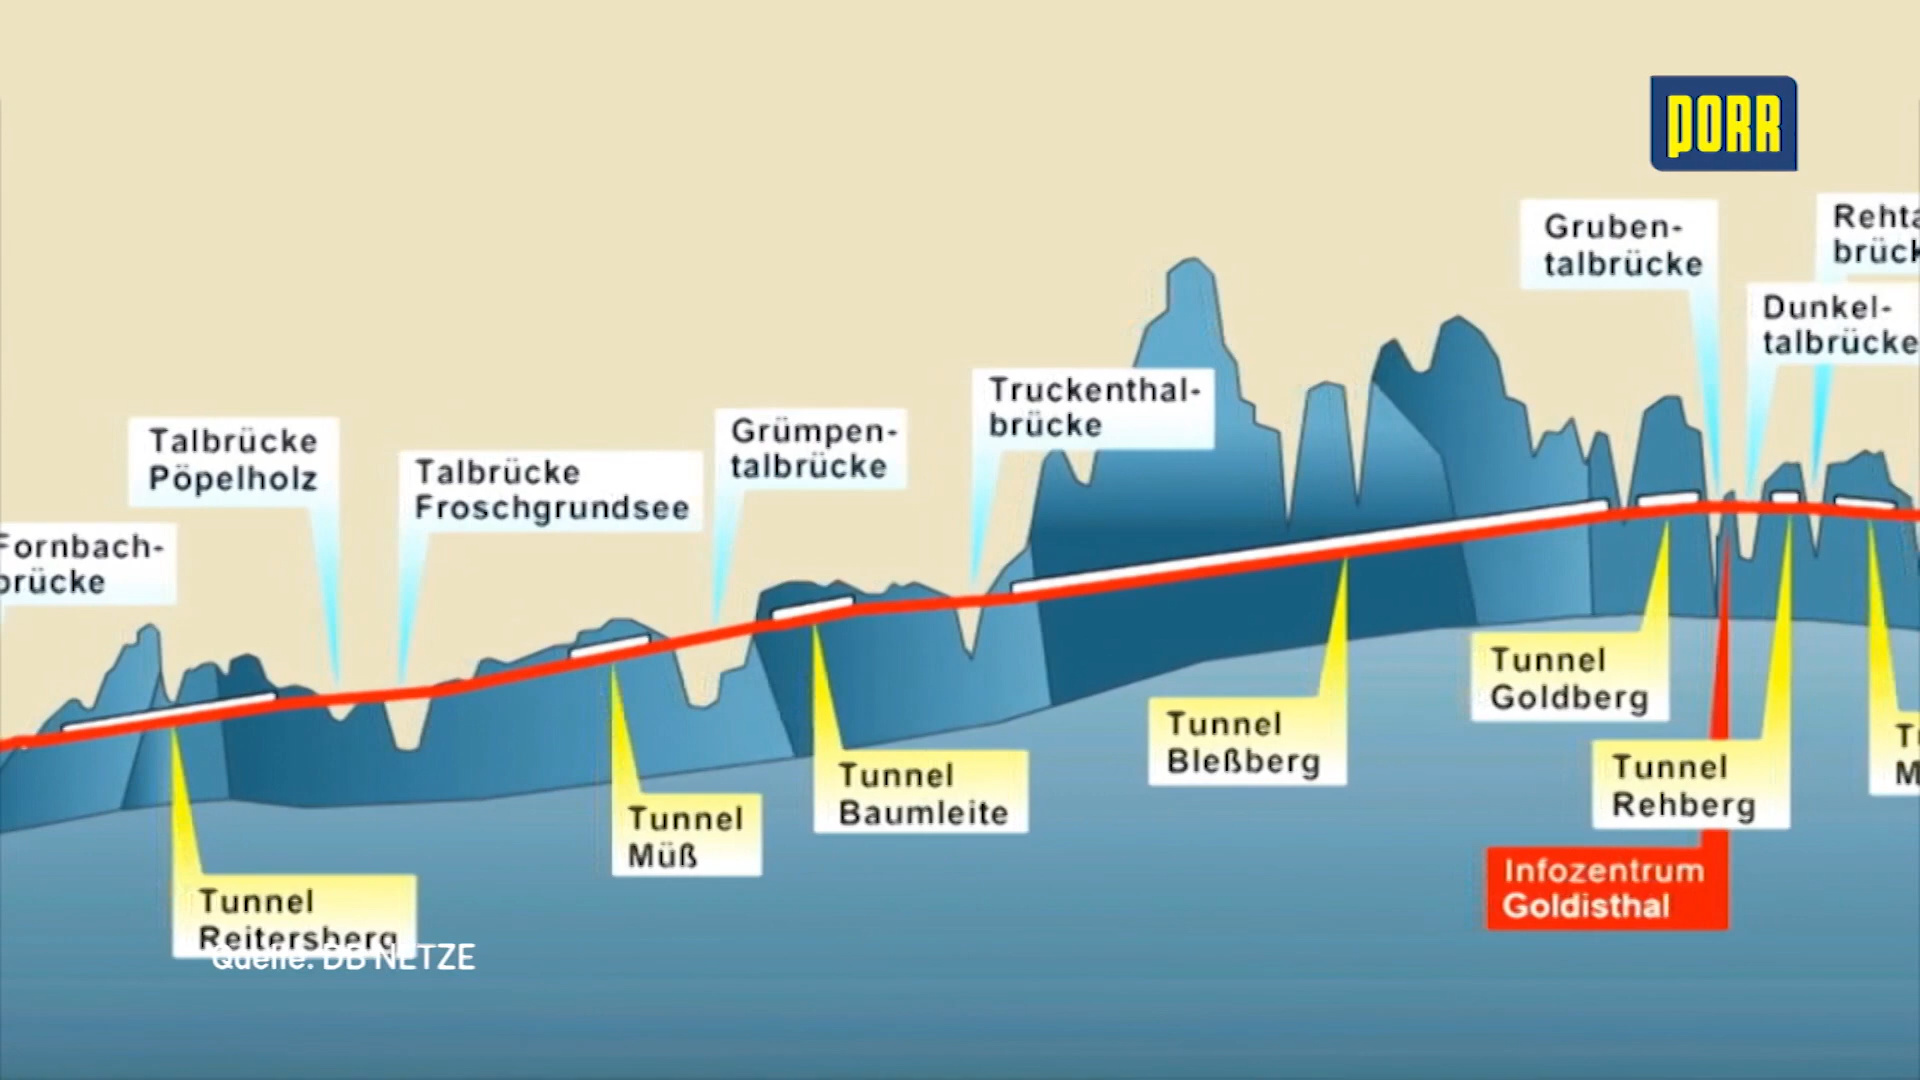 PORR
Gruben-
talbrücke
Dunkel-
talbrücke
Truckenthal-
brücke
Grümpen-
talbrücke
Talbrücke
Pöpelholz
Talbrücke
Froschgrundsee
Fornbach-
brücke
Tunnel
Goldberg
Tunnel
Bleßberg
Tunnel
Rehberg
Tunnel
Baumleite
Tunnel
Müß
Infozentrum
Goldisthal
Tunnel
Reitersberg
Quelle: DB NETZE